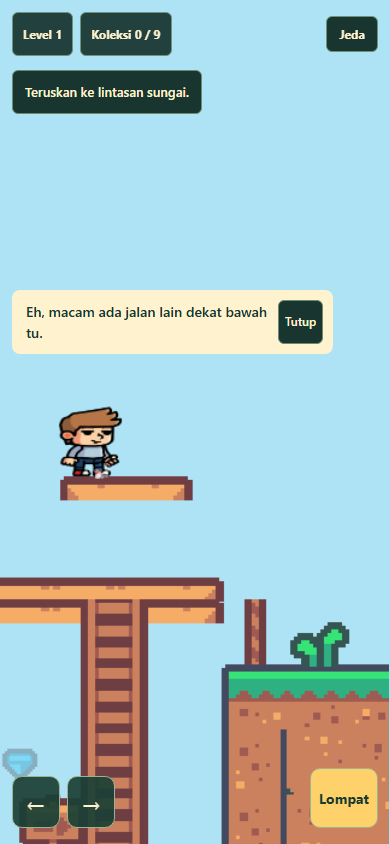 Level 1
Koleksi 0 / 9
Jeda
Teruskan ke lintasan sungai.
Eh, macam ada jalan lain dekat bawah
tu.
Tutup
← →
Lompat